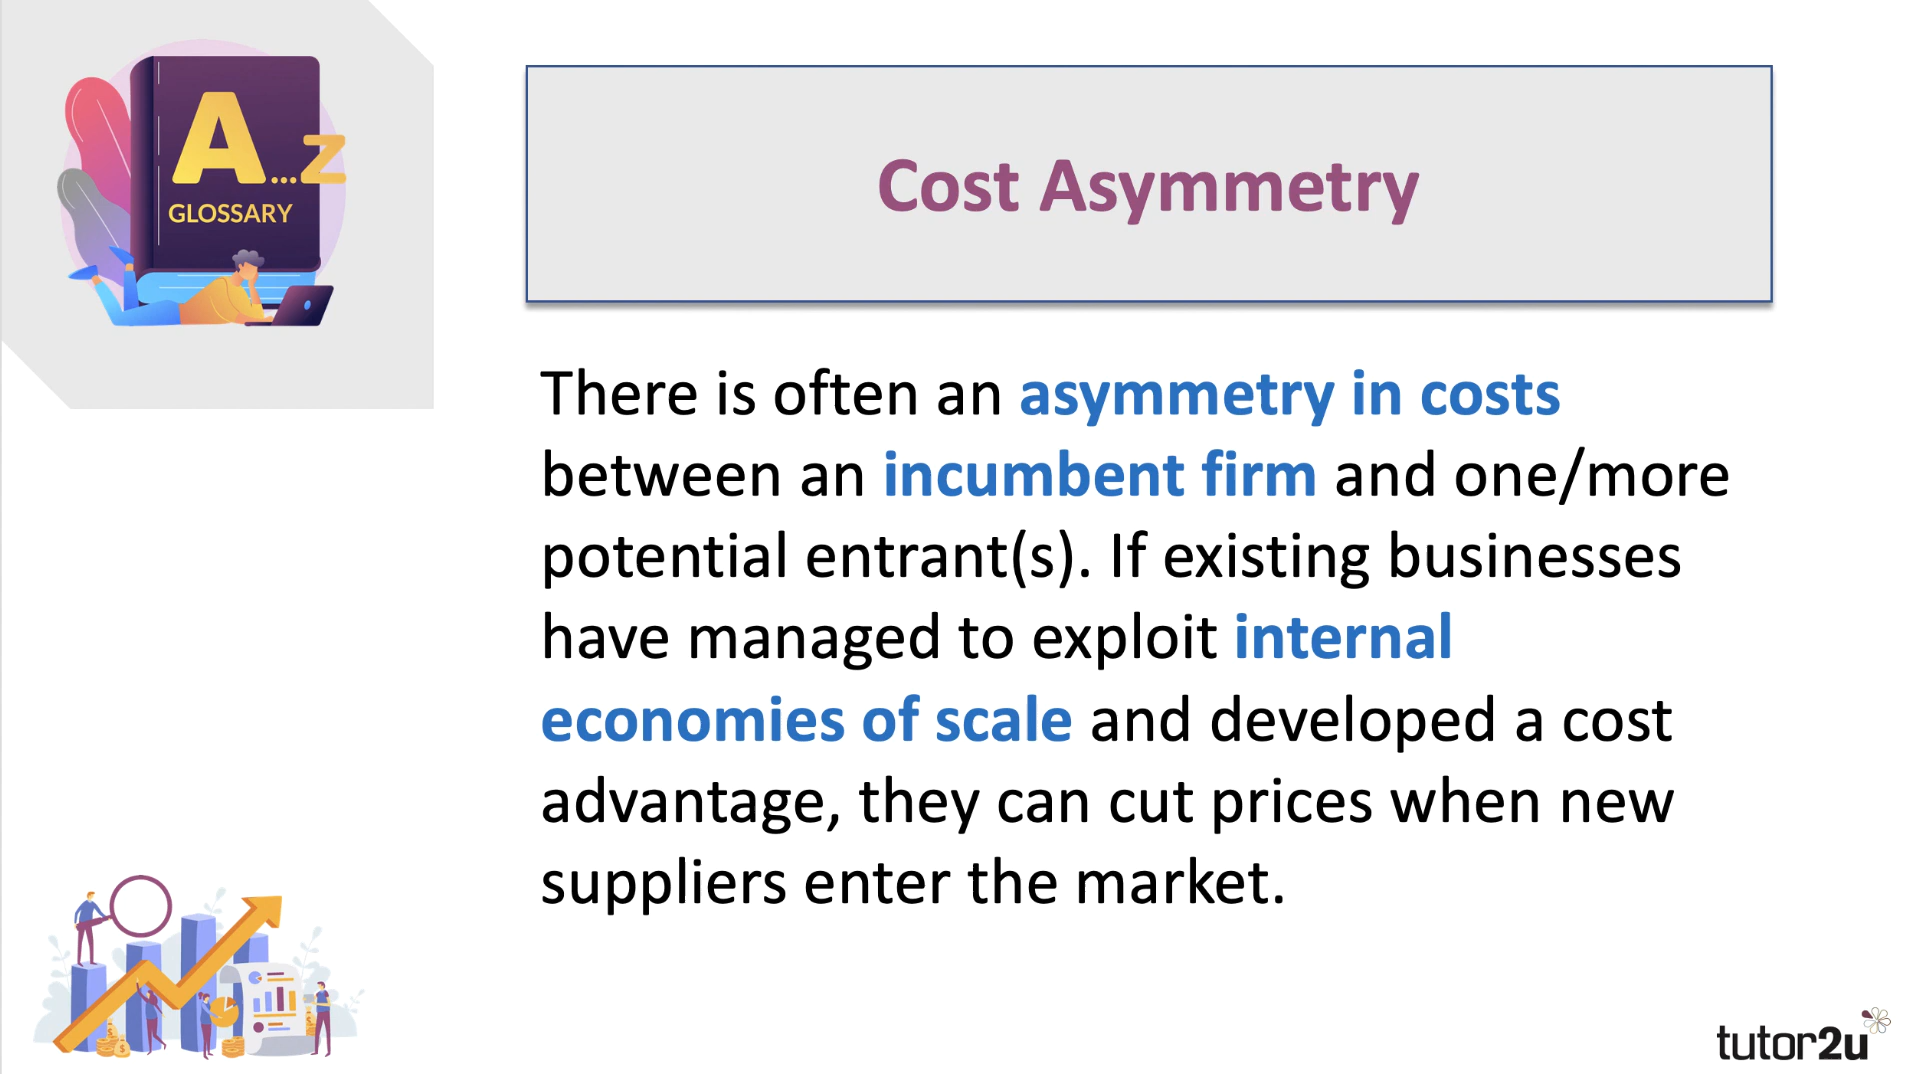 A...Z
GLOSSARY
Cost Asymmetry
There is often an asymmetry in costs
between an incumbent firm and one/more
potential entrant(s). If existing businesses
have managed to exploit internal
economies of scale and developed a cost
advantage, they can cut prices when new
suppliers enter the market.
tutor2u